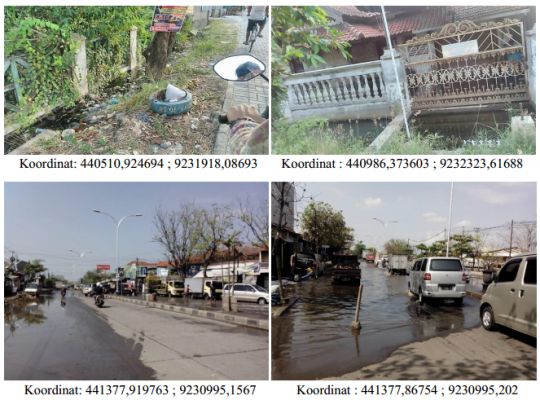 Koordinat: 440510,924694 ; 9231918,08693
Koordinat : 440986,373603 ; 9232323,61688
Koordinat: 441377,919763 ; 9230995,1567
Koordinat : 441377,86754 ; 9230995,202